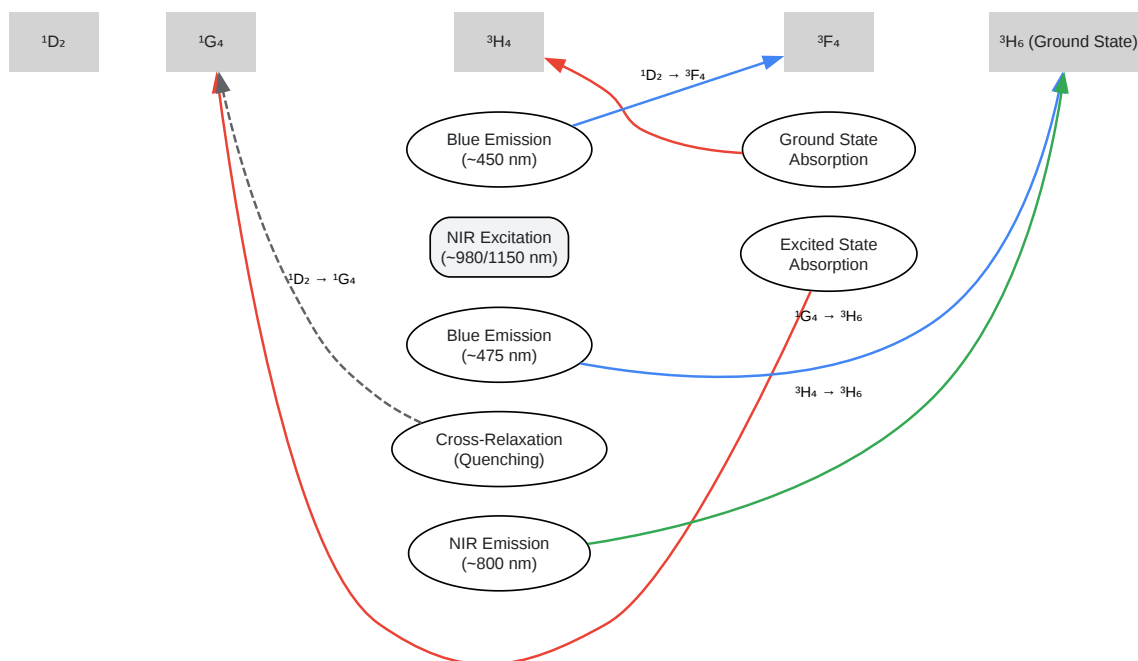 ¹D₂
¹G₄
³H₄
³F₄
³H₆ (Ground State)
¹D₂ → ³F₄
Blue Emission
(~450 nm)
Ground State
Absorption
NIR Excitation
(~980/1150 nm)
Excited State
Absorption
¹D₂ → ¹G₄
¹G₄ → ³H₆
Blue Emission
(~475 nm)
³H₄ → ³H₆
Cross-Relaxation
(Quenching)
NIR Emission
(~800 nm)